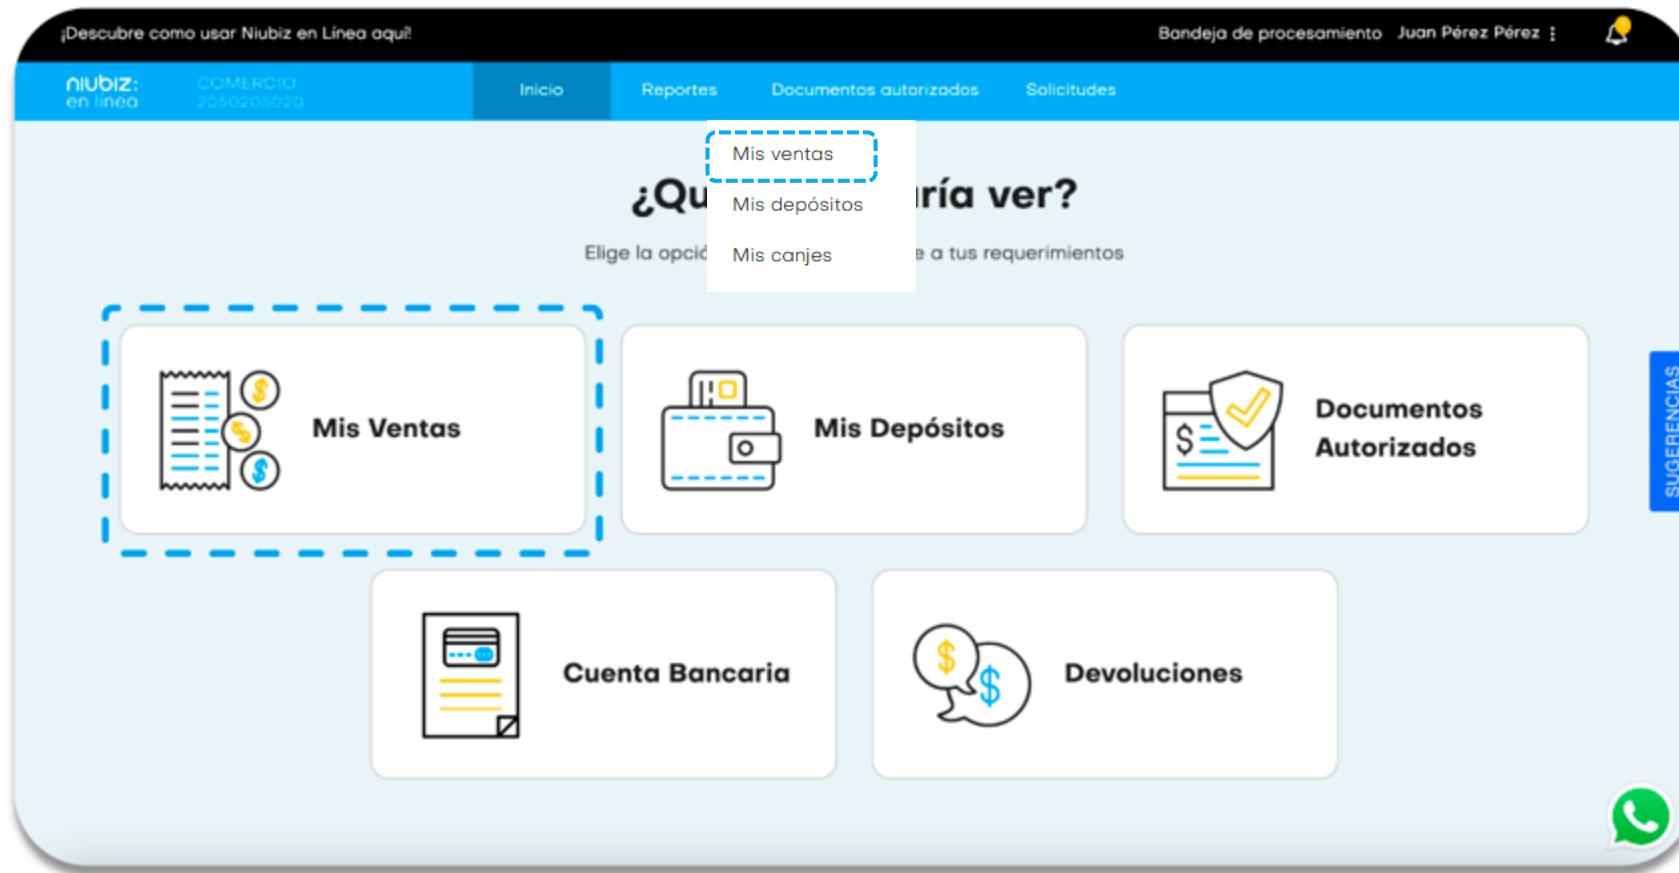 ¡Descubre como usar Niubiz en Línea aquí!
Bandeja de procesamiento Juan Pérez Pérez
niubiz:
en línea
COMERCIO
2050205020
Inicio
Reportes
Documentos autorizados
Solicitudes
Mis ventas
Mis depósitos
Mis canjes
¿Qu ría ver?
Elige la opció e a tus requerimientos
Mis Ventas
Mis Depósitos
Documentos
Autorizados
SUGERENCIAS
Cuenta Bancaria
Devoluciones